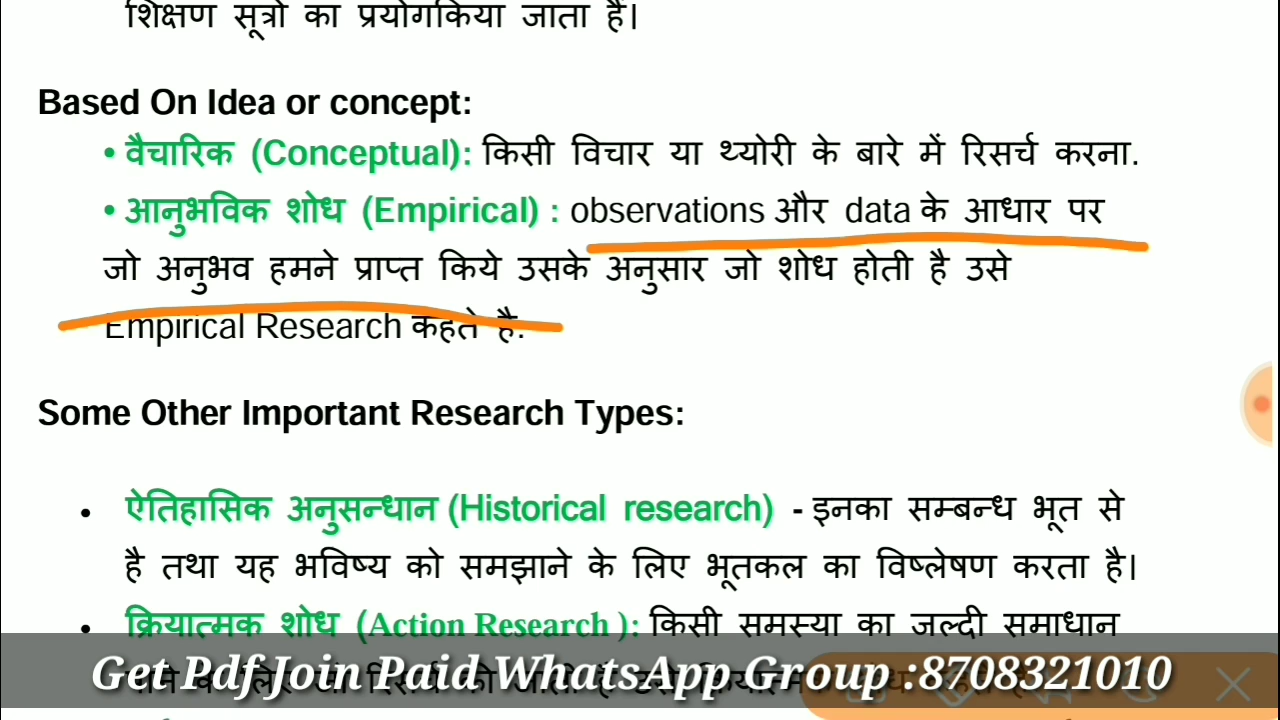 शिक्षण सूत्रो का प्रयोगकिया जाता है।
Based On Idea or concept:
• वैचारिक (Conceptual): किसी विचार या थ्योरी के बारे में रिसर्च करना.
• आनुभविक शोध (Empirical) : observations और data के आधार पर
जो अनुभव हमने प्राप्त किये उसके अनुसार जो शोध होती है उसे
Empirical Research कहते है.
Some Other Important Research Types:
• ऐतिहासिक अनुसन्धान (Historical research) - इनका सम्बन्ध भूत से
है तथा यह भविष्य को समझाने के लिए भूतकल का विष्लेषण करता है।
• क्रियात्मक शोध (Action Research ): किसी समस्या का जल्दी समाधान
Get Pdf,Join Paid WhatsApp Group :8708321010